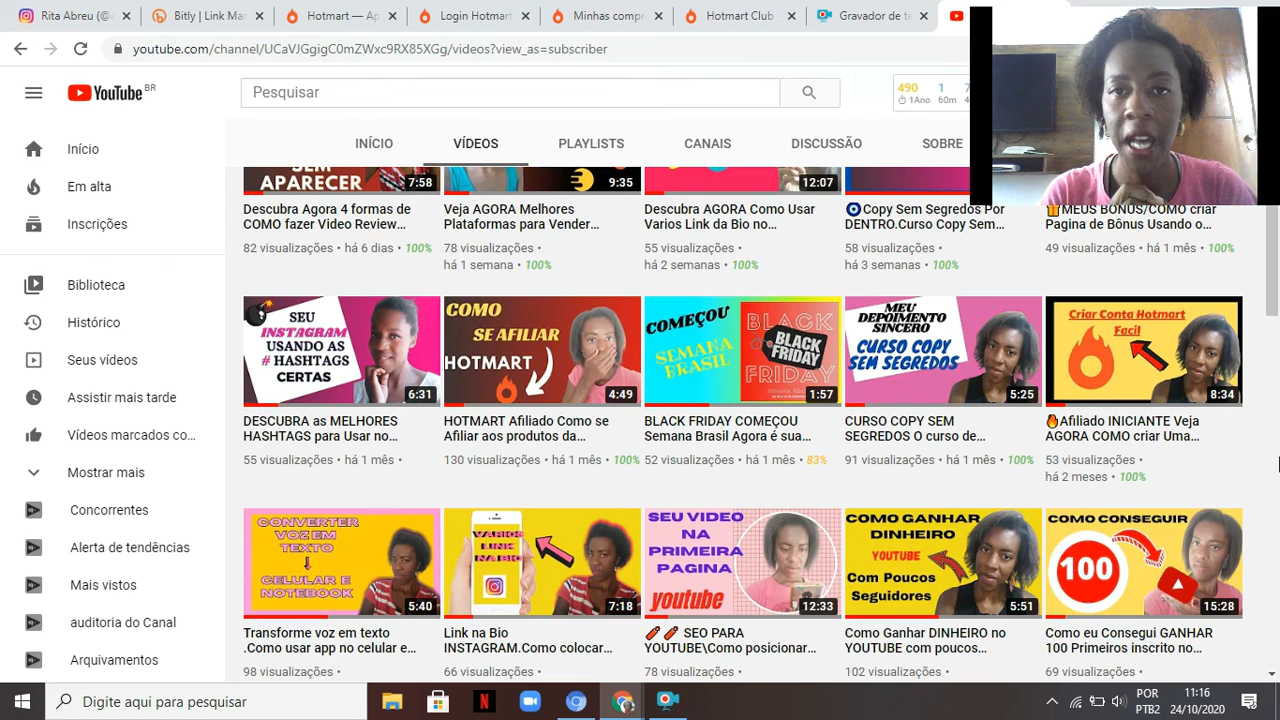 Rita Abreu (@
Bitly | Link Ma
Hotmart — Ap
Login Hotmar
Minhas compr
Hotmart Club -
Gravador de t
youtube.com/channel/UCaVJGgigC0mZWxc9RX85XGg/videos?view_as=subscriber
YouTube BR
Pesquisar
490 1
1Ano 60m
INÍCIO VÍDEOS PLAYLISTS CANAIS DISCUSSÃO SOBRE
Início
Em alta
Inscrições
Biblioteca
Histórico
Seus vídeos
Assistir mais tarde
Vídeos marcados co...
Mostrar mais
Concorrentes
Alerta de tendências
Mais vistos
auditoria do Canal
Arquivamentos
SEM
APARECER
7:58
Descubra Agora 4 formas de
COMO fazer Video Review...
82 visualizações • há 6 dias • 100%
9:35
Veja AGORA Melhores
Plataformas para Vender...
78 visualizações •
há 1 semana • 100%
12:07
Descubra AGORA Como Usar
Varios Link da Bio no...
55 visualizações •
há 2 semanas • 100%
Copy Sem Segredos Por
DENTRO.Curso Copy Sem...
58 visualizações •
há 3 semanas • 100%
MEUS BÔNUS/COMO criar
Pagina de Bônus Usando o...
49 visualizações • há 1 mês • 100%
SEU
INSTAGRAM
USANDO AS
# HASHTAGS
CERTAS
6:31
DESCUBRA as MELHORES
HASHTAGS para Usar no...
55 visualizações • há 1 mês •
COMO
SE AFILIAR
HOTMART
4:49
HOTMART Afiliado Como se
Afiliar aos produtos da...
130 visualizações • há 1 mês • 100%
COMEÇOU
SEMANA
BRASIL
BLACK
FRIDAY
BLACK
FRIDAY
1:57
BLACK FRIDAY COMEÇOU
Semana Brasil Agora é sua...
52 visualizações • há 1 mês • 83%
MEU
DEPOIMENTO
SINCERO
CURSO COPY
SEM
SEGREDOS
5:25
CURSO COPY SEM
SEGREDOS O curso de...
91 visualizações • há 1 mês • 100%
Criar Conta Hotmart
Facil
8:34
Afiliado INICIANTE Veja
AGORA COMO criar Uma...
53 visualizações •
há 2 meses • 100%
CONVERTER
VOZ EM
TEXTO
CELULAR E
NOTEBOOK
5:40
Transforme voz em texto
.Como usar app no celular e...
98 visualizações •
VARIOS
LINK
NA BIO
7:18
Link na Bio
INSTAGRAM.Como colocar...
66 visualizações •
SEU VIDEO
NA
PRIMEIRA
PAGINA
youtube
12:33
SEO PARA
YOUTUBE\Como posicionar...
78 visualizações •
COMO GANHAR
DINHEIRO
YOUTUBE
Com Poucos
Seguidores
5:51
Como Ganhar DINHEIRO no
YOUTUBE com poucos...
102 visualizações •
COMO CONSEGUIR
100
15:28
Como eu Consegui GANHAR
100 Primeiros inscrito no...
69 visualizações •
Digite aqui para pesquisar
POR
PTB2
11:16
24/10/2020